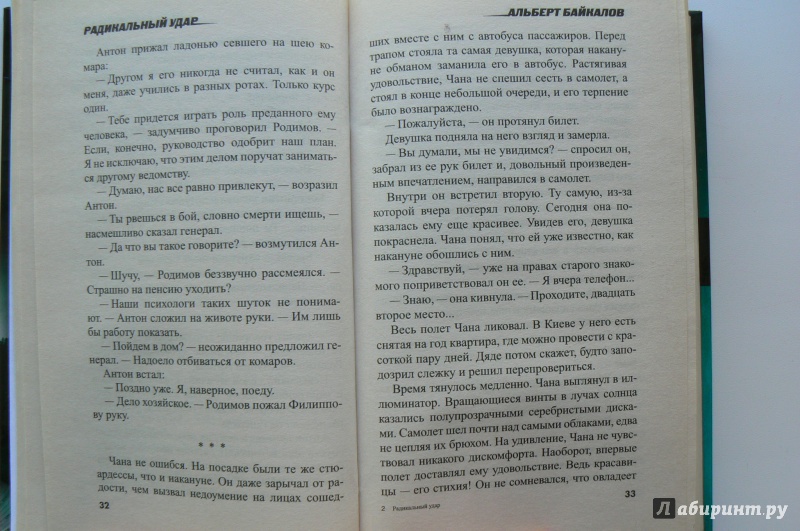 РАДИКАЛЬНЫЙ УДАР
Антон прижал ладонью севшего на шею ко-
мара:
— Другом я его никогда не считал, как и он
меня, даже учились в разных ротах. Только курс
один.
— Тебе придется играть роль преданного ему
человека, — задумчиво проговорил Родимов. —
Если, конечно, руководство одобрит наш план.
Я не исключаю, что этим делом поручат занимать-
ся другому ведомству.
— Думаю, нас все равно привлекут, — возразил
Антон.
— Ты рвешься в бой, словно смерти ищешь, —
насмешливо сказал генерал.
— Да что вы такое говорите? — возмутился Ан-
тон.
— Шучу, — Родимов беззвучно рассмеялся. —
Страшно на пенсию уходить?
— Наши психологи таких шуток не понима-
ют. — Антон сложил на животе руки. — Им лишь
бы работу показать.
— Пойдем в дом? — неожиданно предложил ге-
нерал. — Надоело отбиваться от комаров.
Антон встал:
— Поздно уже. Я, наверное, поеду.
— Дело хозяйское. — Родимов пожал Филиппо-
ву руку.
* * *
Чана не ошибся. На посадке были те же стю-
ардессы, что и накануне. Он даже зарычал от ра-
дости, чем вызвал недоумение на лицах сошед-
32
АЛЬБЕРТ БАЙКАЛОВ
ших вместе с ним с автобуса пассажиров. Перед
трапом стояла та самая девушка, которая накану-
не обманом заманила его в автобус. Растягивая
удовольствие, Чана не спешил сесть в самолет, а
стоял в конце небольшой очереди, и его терпение
было вознаграждено.
— Пожалуйста, — он протянул билет.
Девушка подняла на него взгляд и замерла.
— Вы думали, мы не увидимся? — спросил он,
забрал из ее рук билет и, довольный произведен-
ным впечатлением, направился в самолет.
Внутри он встретил вторую. Ту самую, из-за
которой вчера потерял голову. Сегодня она по-
казалась ему еще красивее. Увидев его, девушка
покраснела. Чана понял, что ей уже известно, как
накануне обошлись с ним.
— Здравствуй, — уже на правах старого знако-
мого поприветствовал он ее. — Я вчера телефон...
— Знаю, — она кивнула. — Проходите, двадцать
второе место...
Весь полет Чана ликовал. В Киеве у него есть
снятая на год квартира, где можно провести с кра-
соткой пару дней. Дяде потом скажет, будто запо-
дозрил слежку и решил перепровериться.
Время тянулось медленно. Чана выглянул в ил-
люминатор. Вращающиеся винты в лучах солнца
казались полупрозрачными серебристыми диска-
ми. Самолет шел почти над самыми облаками, едва
не цепляя их брюхом. На удивление, Чана не чувс-
твовал никакого дискомфорта. Наоборот, впервые
полет доставлял ему удовольствие. Ведь красави-
цы — его стихия! Он не сомневался, что овладеет
2 Радикальный удар
33
Лабиринт.РУ